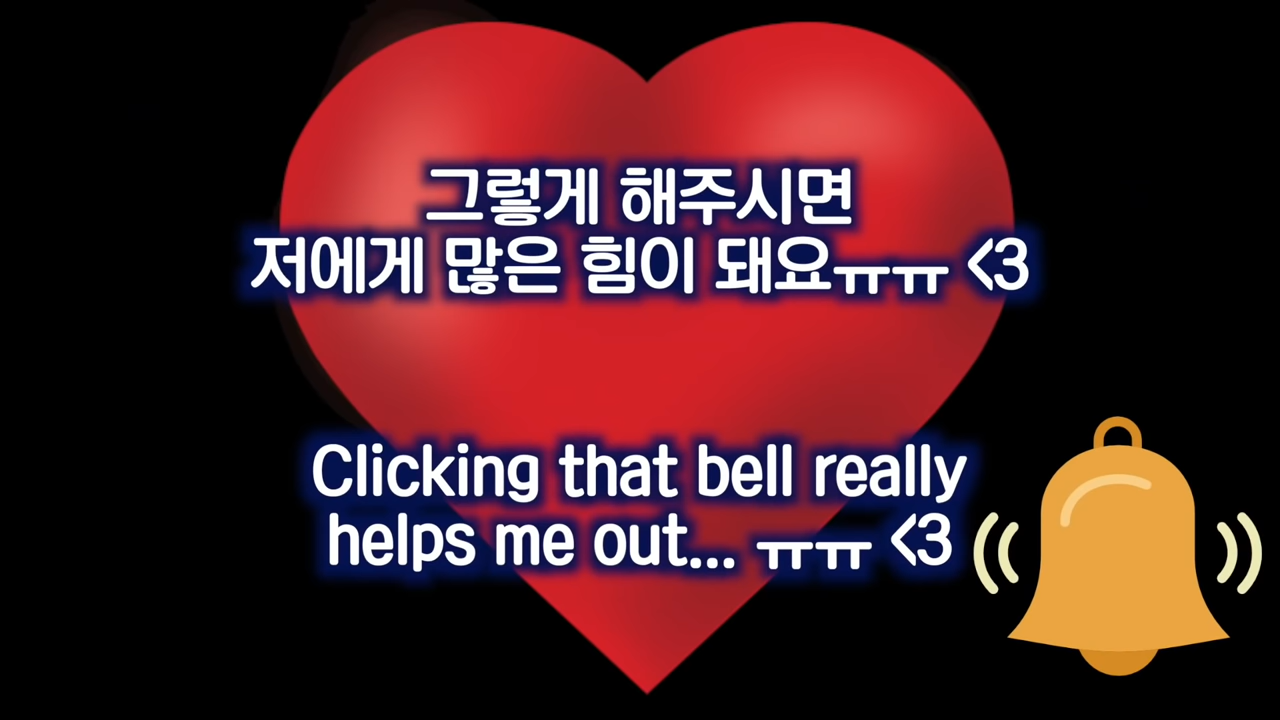 그렇게 해주시면
저에게 많은 힘이 돼요ㅠㅠ <3
Clicking that bell really
helps me out... ㅠㅠ <3